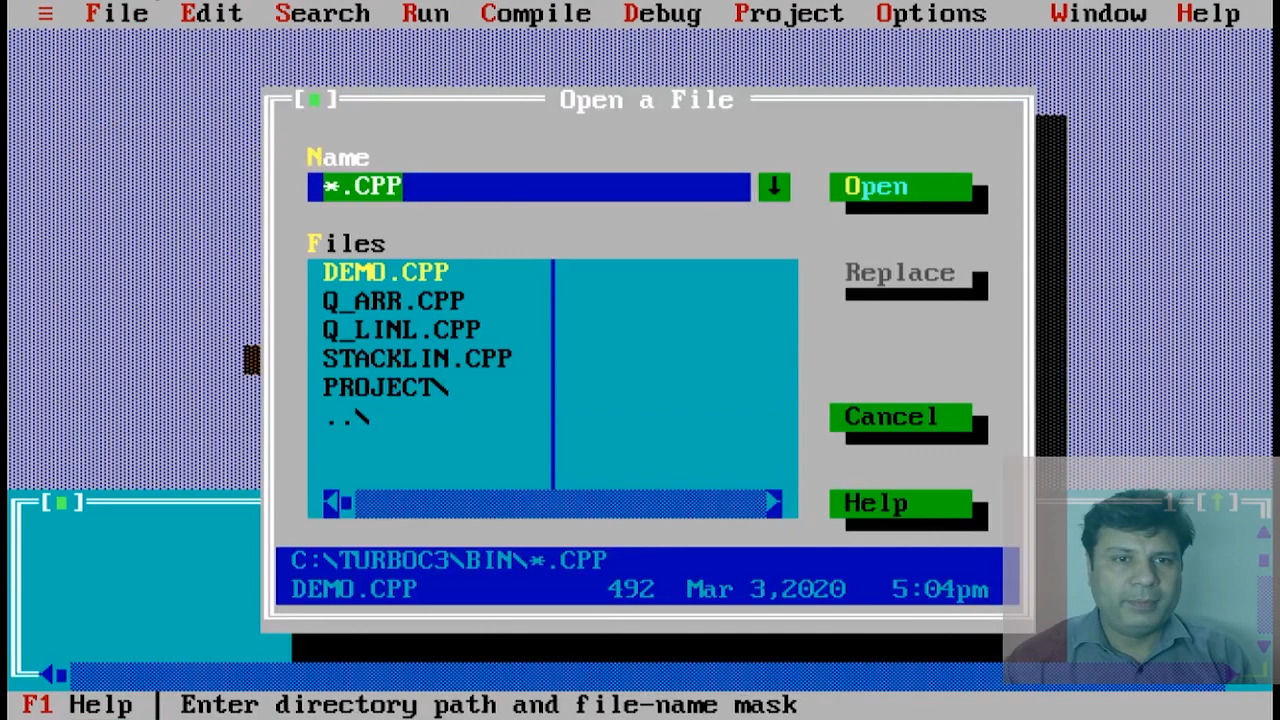 ≡ File Edit Search Run Compile Debug Project Options Window Help
[■] Open a File
Name
*.CPP ↓ Open
Files
DEMO.CPP
Replace
Q_ARR.CPP
Q_LINL.CPP
STACKLIN.CPP
PROJECT\
..\
Cancel
Help
[■] 1=[↑]
C:\TURBOC3\BIN\*.CPP
DEMO.CPP 492 Mar 3,2020 5:04pm
F1 Help | Enter directory path and file-name mask